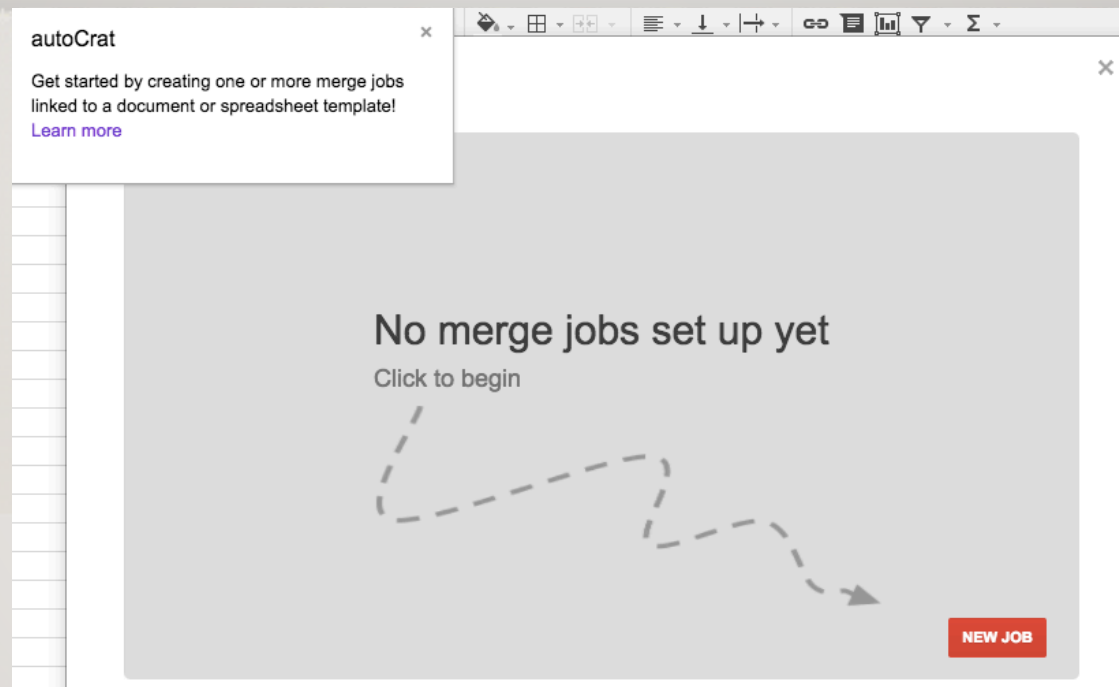 autoCrat
Get started by creating one or more merge jobs
linked to a document or spreadsheet template!
Learn more
No merge jobs set up yet
Click to begin
NEW JOB